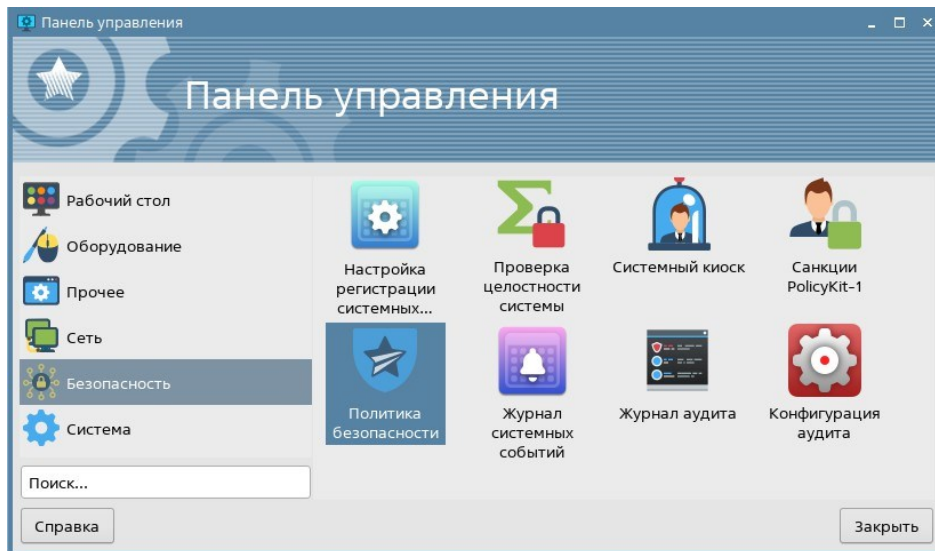 Панель управления
Панель управления
Рабочий стол
Оборудование
Прочее
Сеть
Безопасность
Система
Поиск...
Настройка
регистрации
системных...
Проверка
целостности
системы
Системный киоск
Санкции
PolicyKit-1
Политика
безопасности
Журнал
системных
событий
Журнал аудита
Конфигурация
аудита
Справка
Закрыть